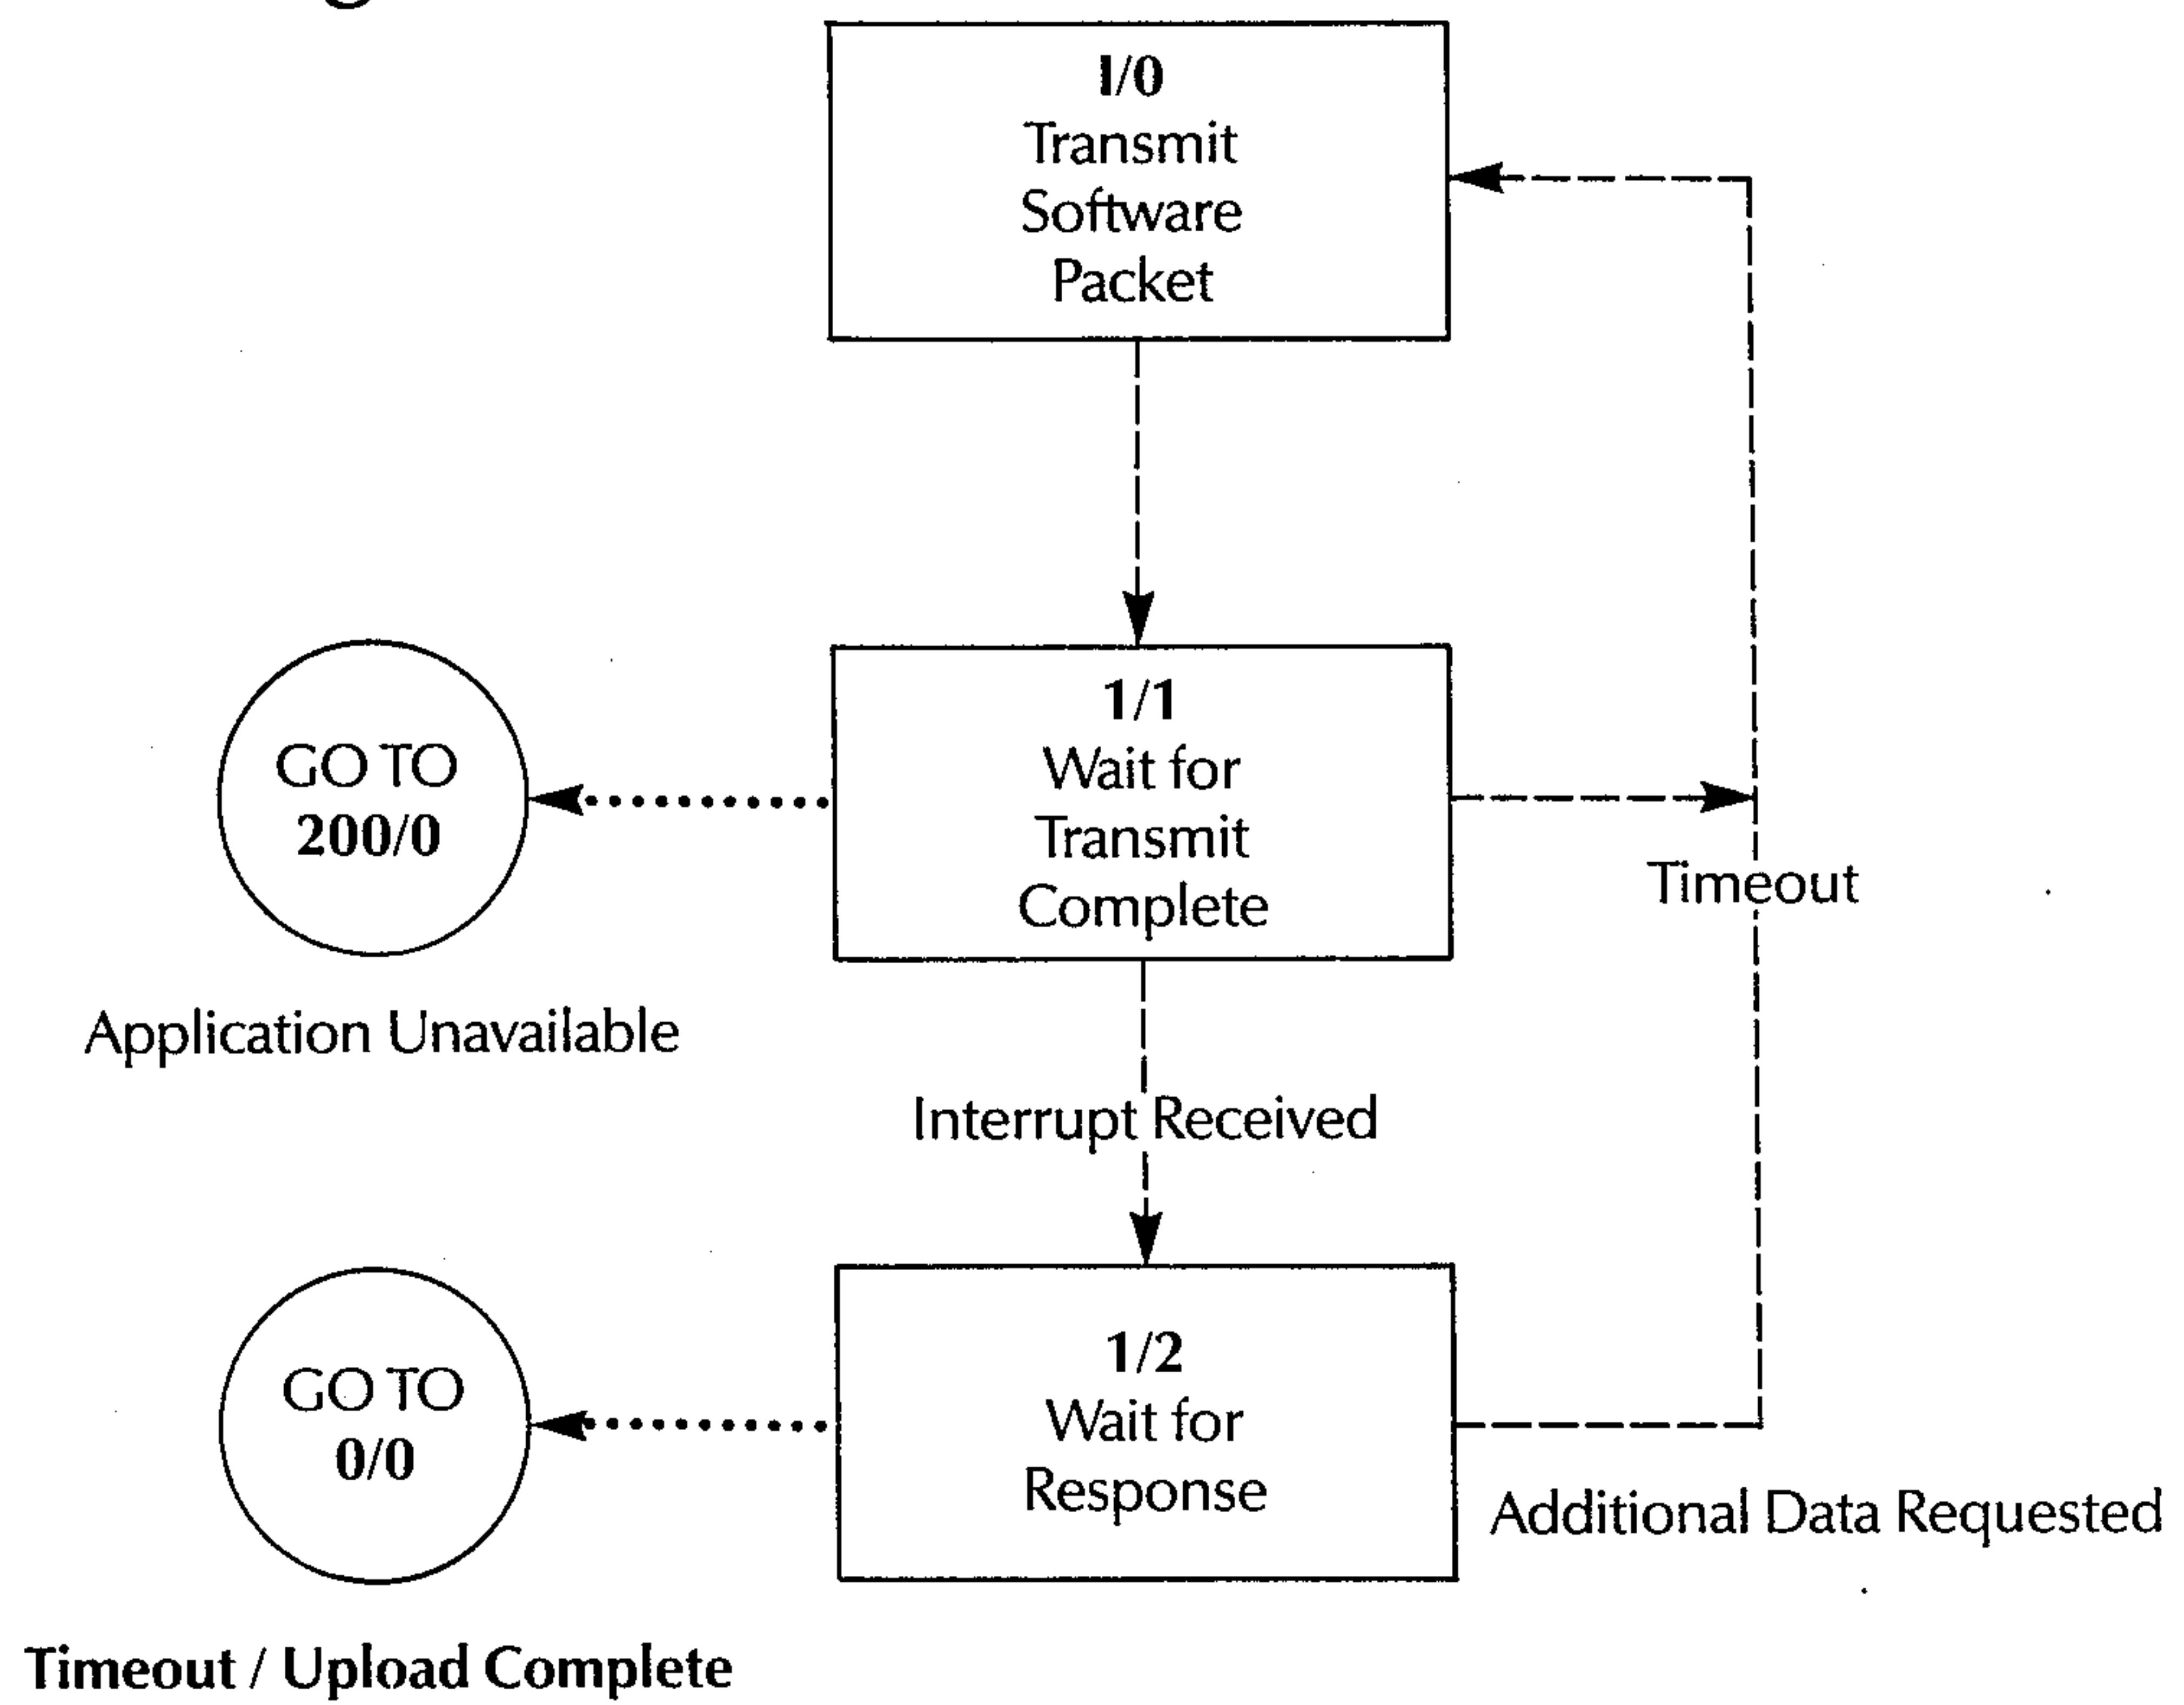 I/0
Transmit
Software
Packet
GO TO
200/0
Application Unavailable
1/1
Wait for
Transmit
Complete
Timeout
Interrupt Received
GO TO
0/0
Timeout / Upload Complete
1/2
Wait for
Response
Additional Data Requested